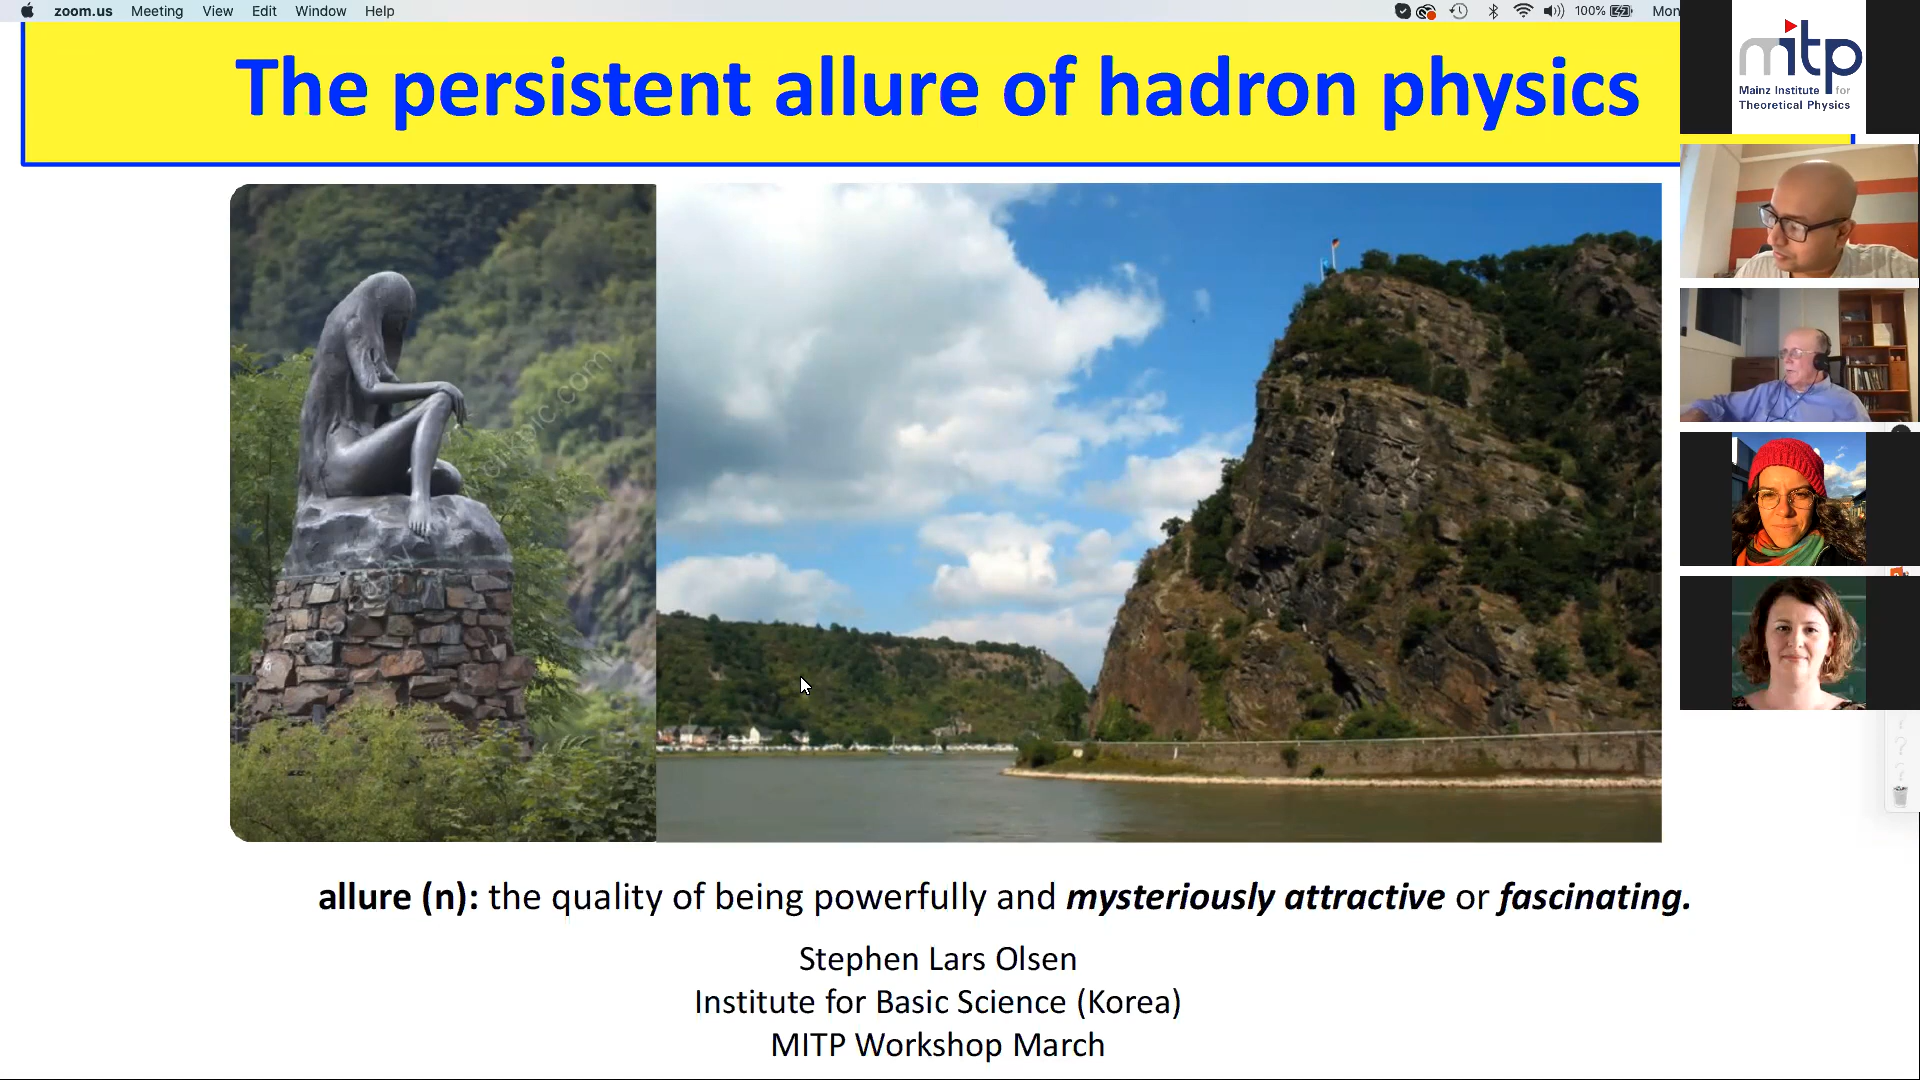 zoom.us Meeting View Edit Window Help 100% Mon
The persistent allure of hadron physics
mitp
Mainz Institute for
Theoretical Physics
allure (n): the quality of being powerfully and mysteriously attractive or fascinating.
Stephen Lars Olsen
Institute for Basic Science (Korea)
MITP Workshop March